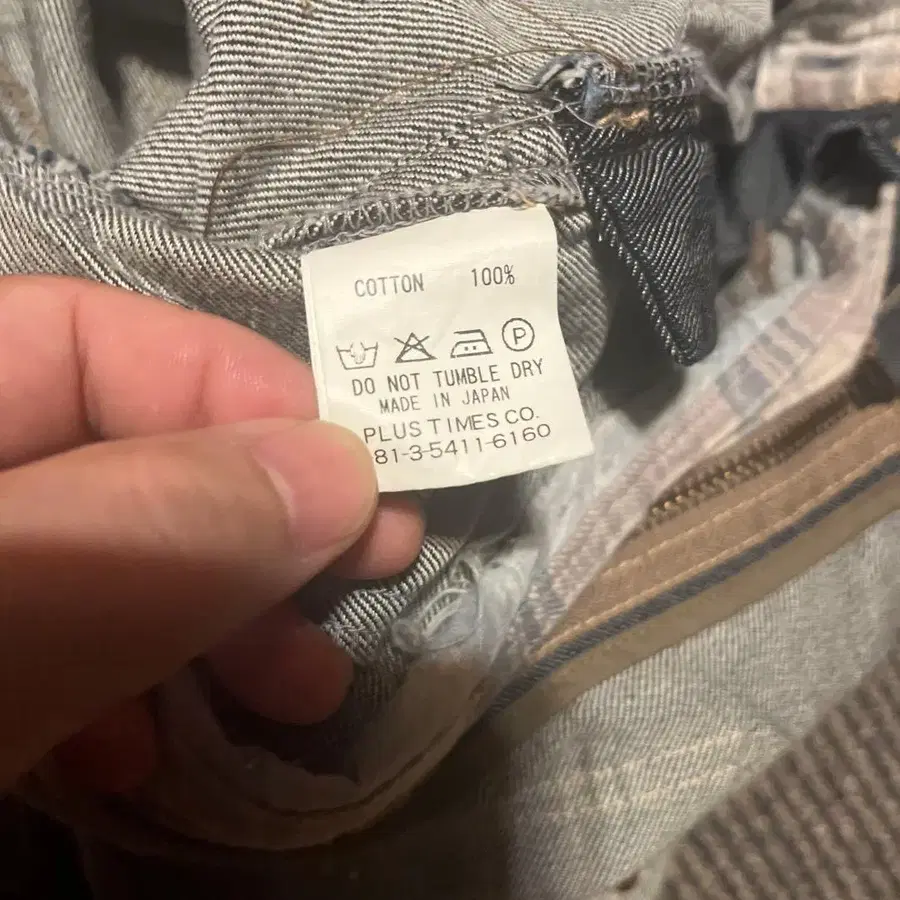 COTTON 100%
P
DO NOT TUMBLE DRY
MADE IN JAPAN
PLUS TIMES CO.
81-3-5411-6160